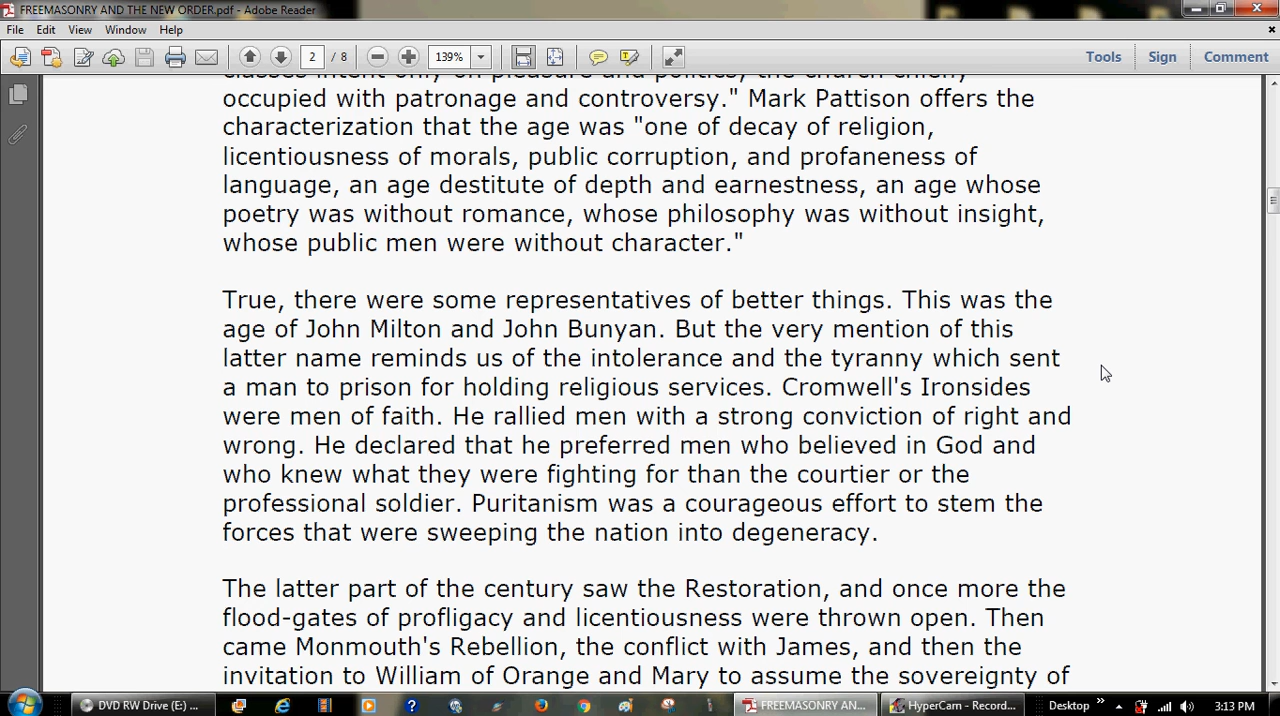 FREEMASONRY AND THE NEW ORDER.pdf - Adobe Reader
File Edit View Window Help
2 / 8 139% Tools Sign Comment
classes intent only on pleasure and politics, the church chiefly
occupied with patronage and controversy." Mark Pattison offers the
characterization that the age was "one of decay of religion,
licentiousness of morals, public corruption, and profaneness of
language, an age destitute of depth and earnestness, an age whose
poetry was without romance, whose philosophy was without insight,
whose public men were without character."
True, there were some representatives of better things. This was the
age of John Milton and John Bunyan. But the very mention of this
latter name reminds us of the intolerance and the tyranny which sent
a man to prison for holding religious services. Cromwell's Ironsides
were men of faith. He rallied men with a strong conviction of right and
wrong. He declared that he preferred men who believed in God and
who knew what they were fighting for than the courtier or the
professional soldier. Puritanism was a courageous effort to stem the
forces that were sweeping the nation into degeneracy.
The latter part of the century saw the Restoration, and once more the
flood-gates of profligacy and licentiousness were thrown open. Then
came Monmouth's Rebellion, the conflict with James, and then the
invitation to William of Orange and Mary to assume the sovereignty of
DVD RW Drive (E:) ... FREEMASONRY AN... HyperCam - Record... Desktop » 3:13 PM